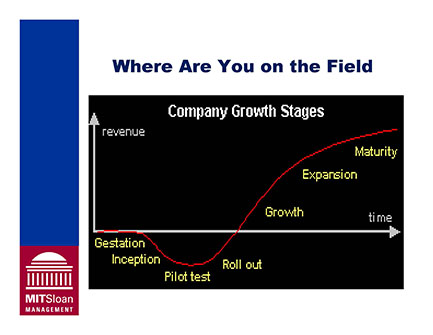 Where Are You on the Field
Company Growth Stages
revenue
Maturity
Expansion
Growth
time
Gestation
Inception
Roll out
Pilot test
MITSloan
MANAGEMENT